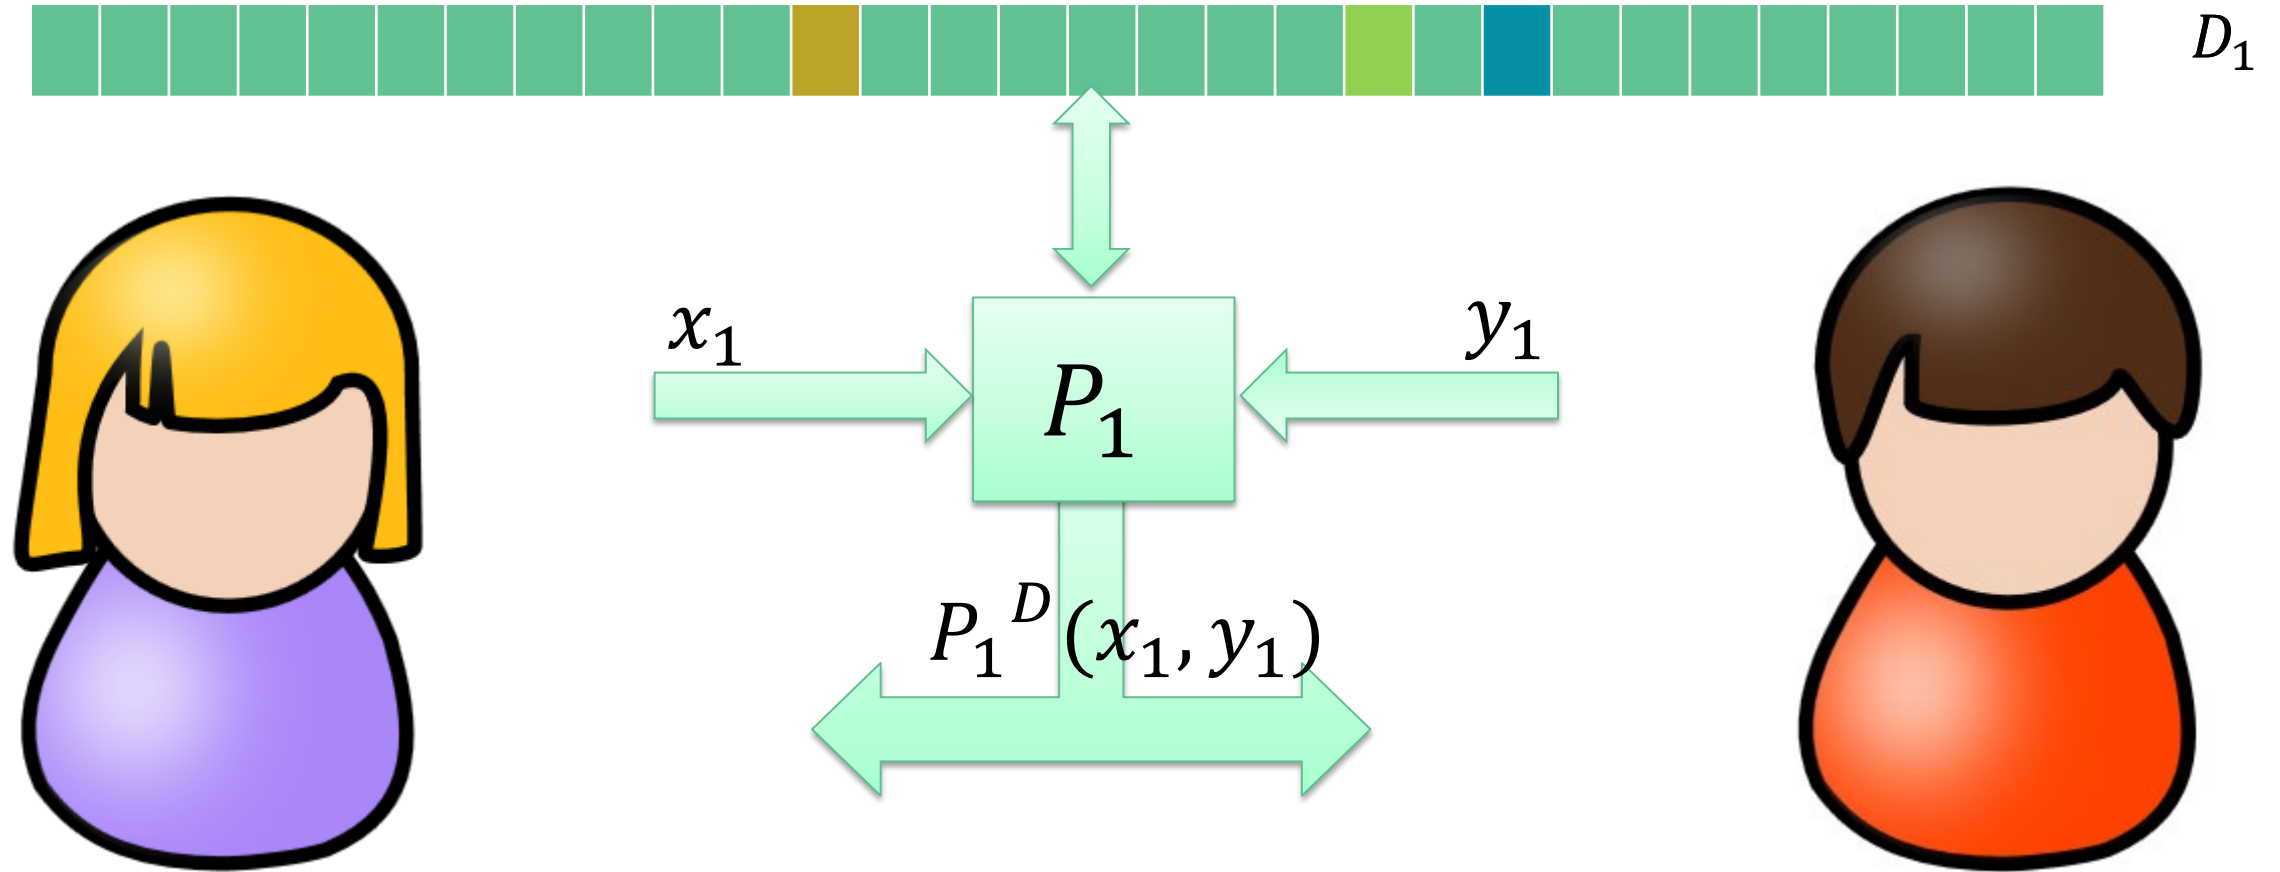 D₁
x₁
y₁
P₁
P₁ᴰ(x₁, y₁)